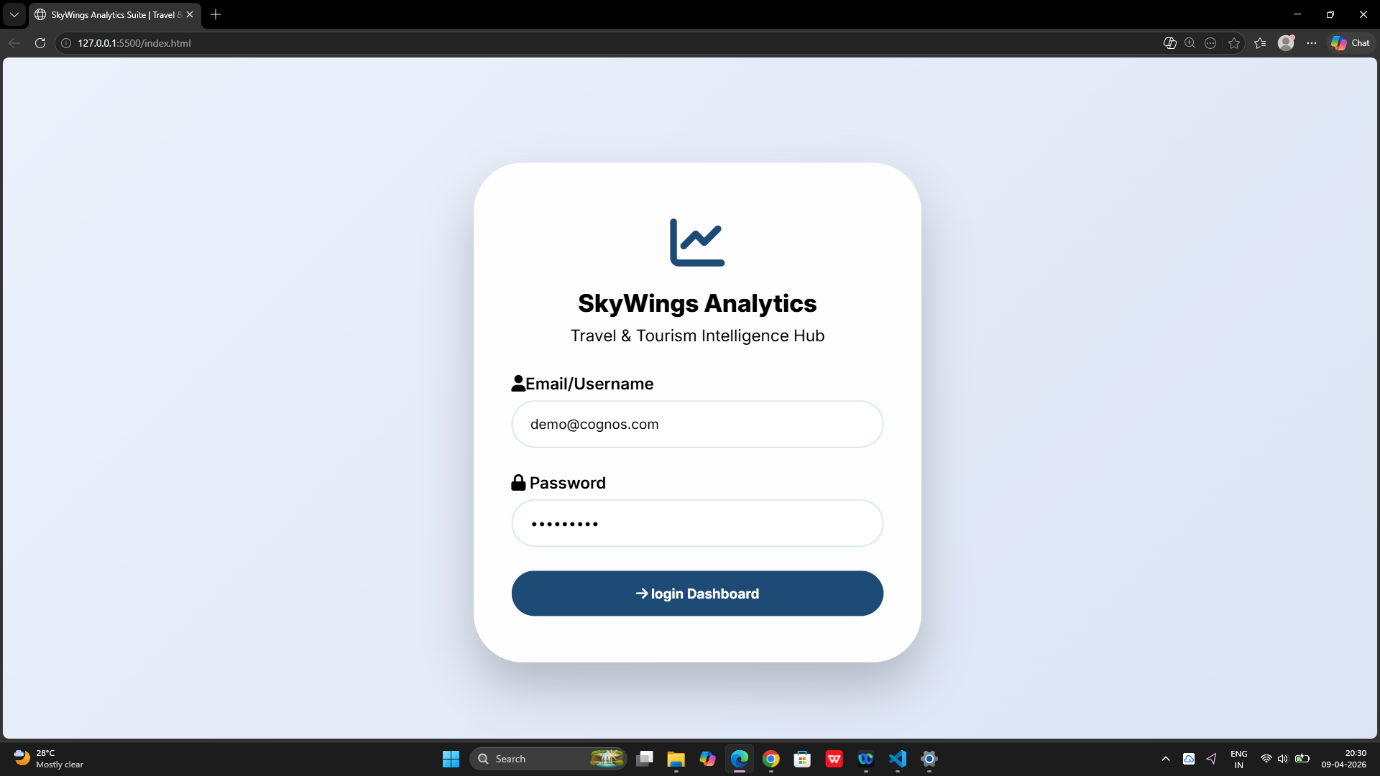 SkyWings Analytics Suite | Travel &
127.0.0.1:5500/index.html
Chat
SkyWings Analytics
Travel & Tourism Intelligence Hub
Email/Username
demo@cognos.com
Password
•••••••••
login Dashboard
28°C
Mostly clear
Search
ENG
IN
20:30
09-04-2026